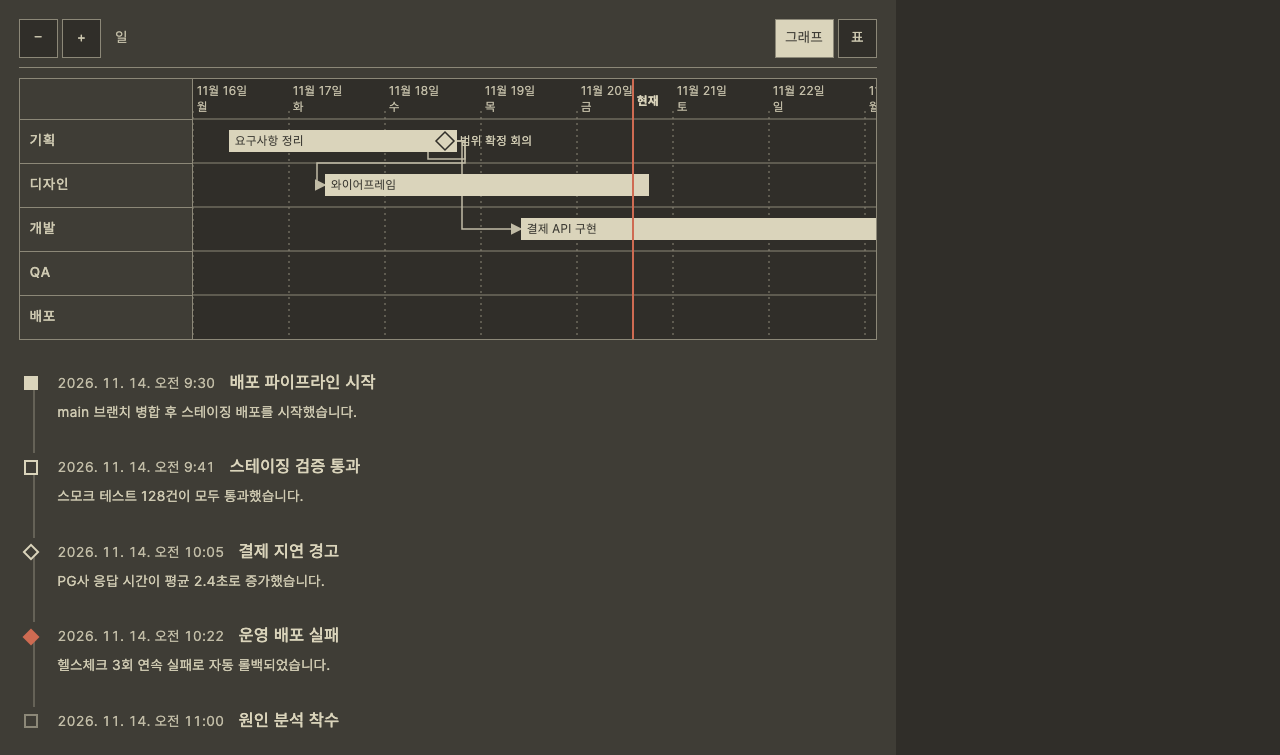 − + 일 그래프 표
11월 16일 11월 17일 11월 18일 11월 19일 11월 20일 11월 21일 11월 22일
월 화 수 목 금 현재 토 일 월
기획 요구사항 정리 범위 확정 회의
디자인 와이어프레임
개발 결제 API 구현
QA
배포
2026. 11. 14. 오전 9:30 배포 파이프라인 시작
main 브랜치 병합 후 스테이징 배포를 시작했습니다.
2026. 11. 14. 오전 9:41 스테이징 검증 통과
스모크 테스트 128건이 모두 통과했습니다.
2026. 11. 14. 오전 10:05 결제 지연 경고
PG사 응답 시간이 평균 2.4초로 증가했습니다.
2026. 11. 14. 오전 10:22 운영 배포 실패
헬스체크 3회 연속 실패로 자동 롤백되었습니다.
2026. 11. 14. 오전 11:00 원인 분석 착수